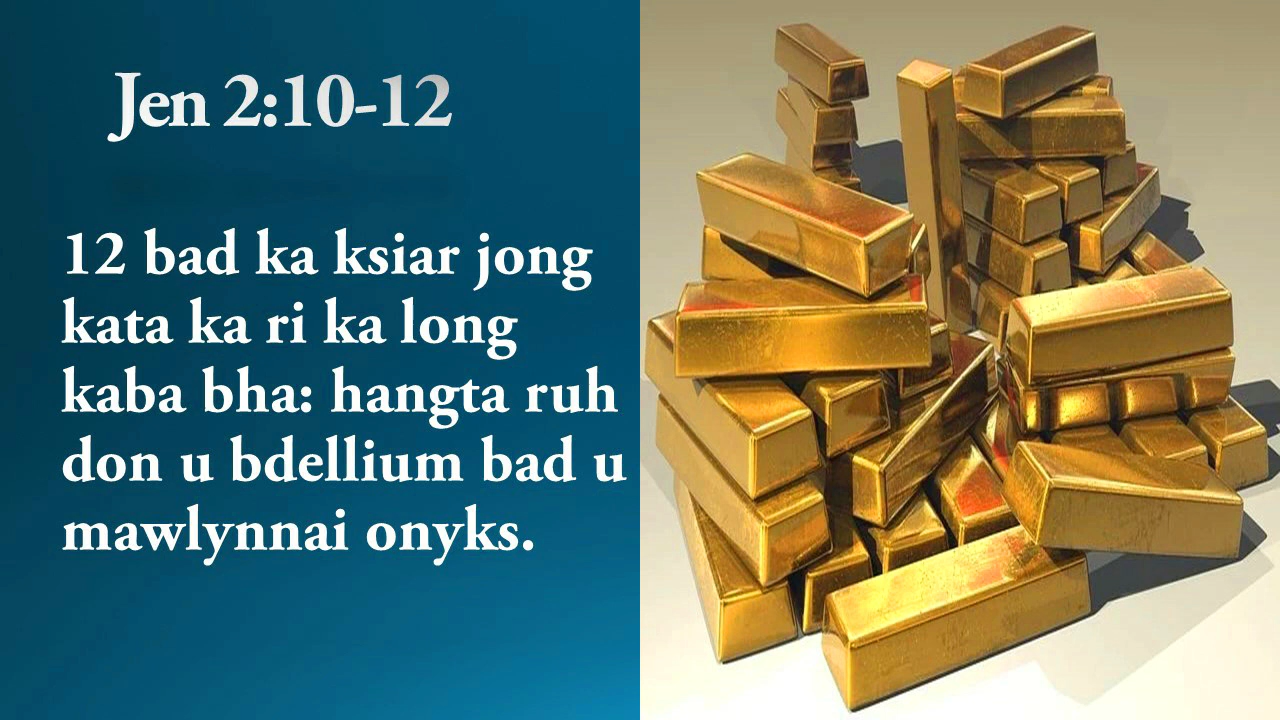 Jen 2:10-12
12 bad ka ksiar jong
kata ka ri ka long
kaba bha: hangta ruh
don u bdellium bad u
mawlynnai onyks.